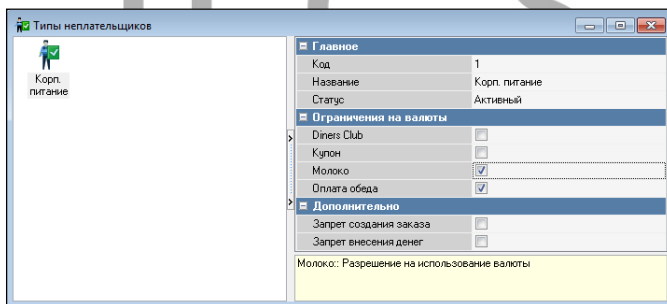 Типы неплательщиков
Корп.
питание
Главное
Код 1
Название Корп. питание
Статус Активный
Ограничения на валюты
Diners Club
Купон
Молоко
Оплата обеда
Дополнительно
Запрет создания заказа
Запрет внесения денег
Молоко:: Разрешение на использование валюты